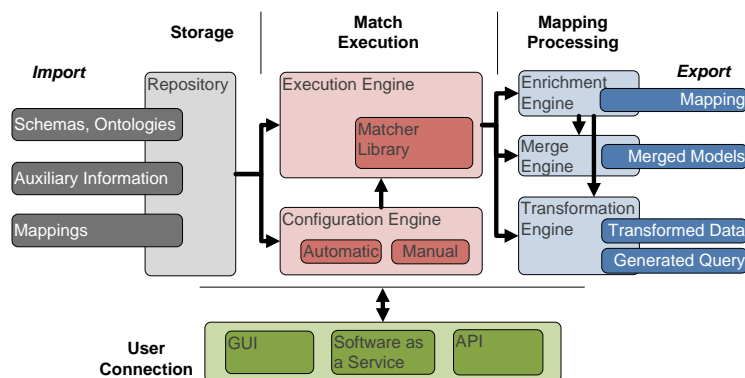 Storage
Match
Execution
Mapping
Processing
Import
Export
Repository
Schemas, Ontologies
Auxiliary Information
Mappings
Execution Engine
Matcher
Library
Configuration Engine
Automatic
Manual
Enrichment
Engine
Mapping
Merge
Engine
Merged Models
Transformation
Engine
Transformed Data
Generated Query
User
Connection
GUI
Software as
a Service
API